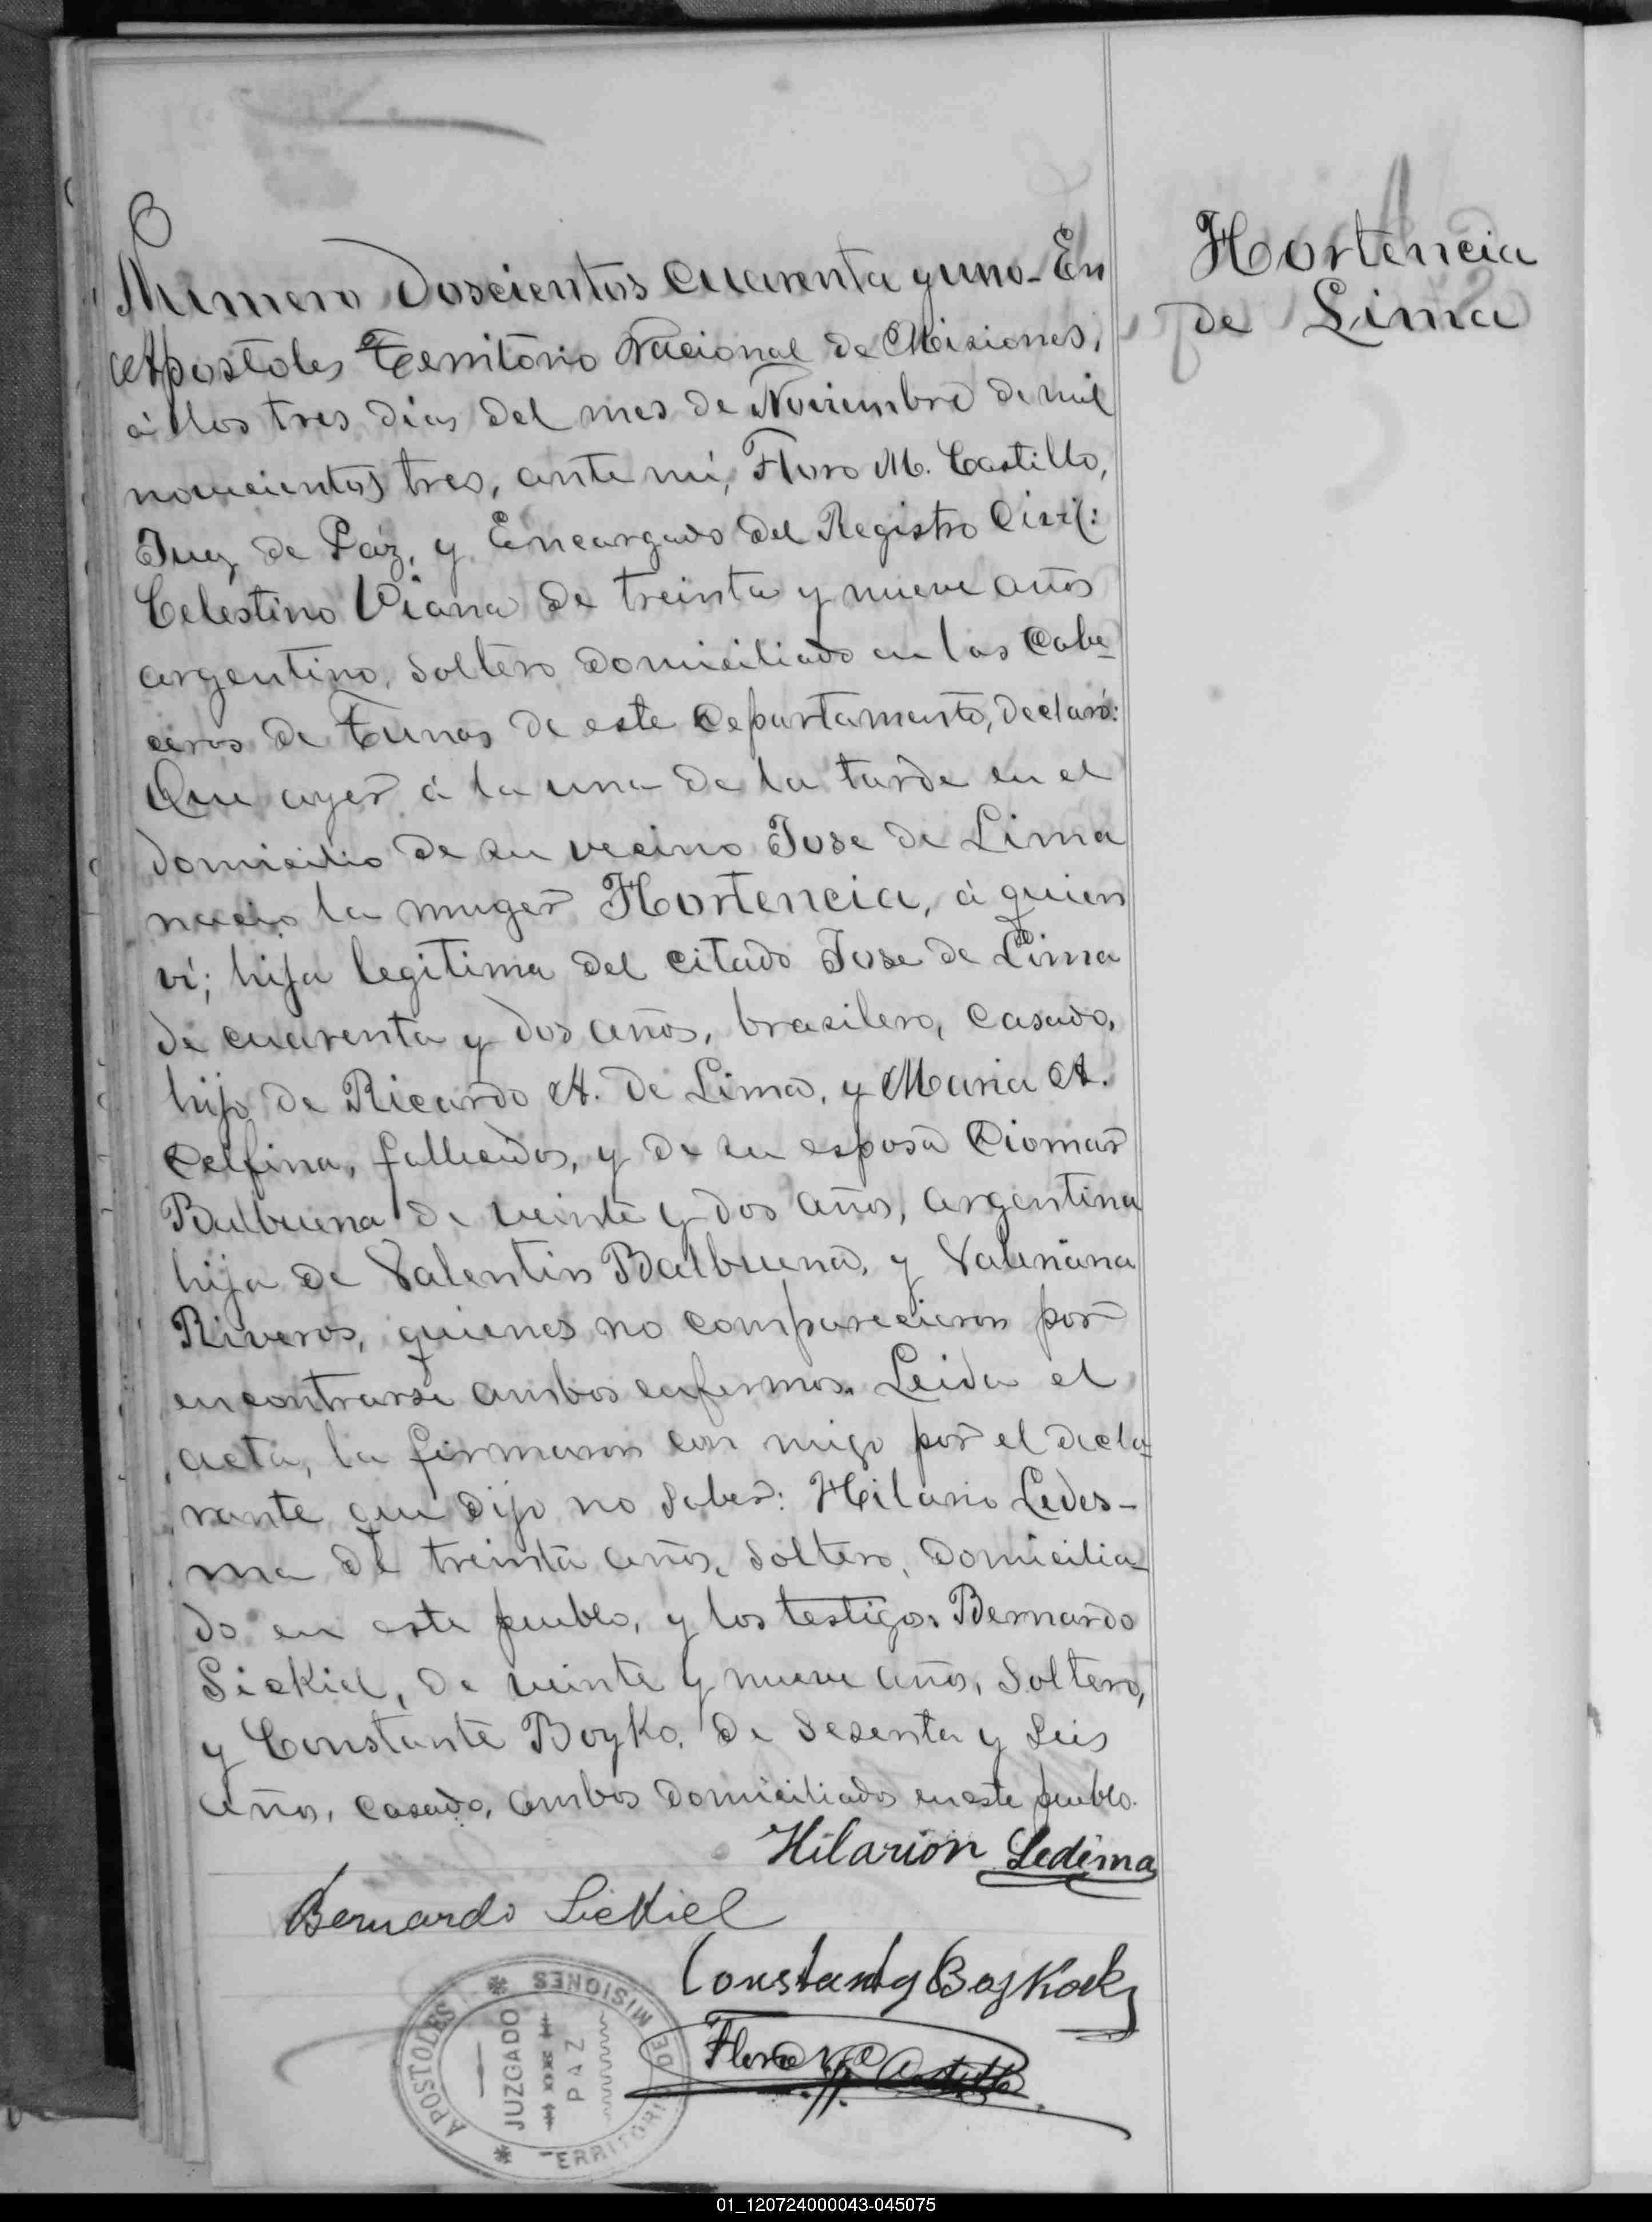 Hortencia
de Lima
Numero Doscientos cuarenta y uno - En
Apostoles Territorio Nacional de Misiones,
á los tres dias del mes de Noviembre de mil
novecientos tres, ante mi, Floro M. Castillo,
Juez de Paz, y Encargado del Registro Civil:
Celestino Viana de treinta y nueve años
argentino, soltero domiciliado en las Cabe-
ceras de Tunas de este Departamento, declaró:
Que ayer á la una de la tarde en el
domicilio de su vecino Jose de Lima
nacio la muger Hortencia, á quien
ví; hija legitima del citado Jose de Lima
de cuarenta y dos años, brasilero, casado,
hijo de Ricardo A. de Lima, y Maria A.
Delfina, fallecidos, y de su esposa Diomar
Balbuena de veinte y dos años, argentina
hija de Valentin Balbuena, y Valeriana
Riveros, quienes no comparecieron por
encontrarse ambos enfermos. Leida el
acta, la firmaron con migo por el decla-
rante que dijo no saber: Hilario Ledes-
ma de treinta años, soltero, domicilia-
do en este pueblo, y los testigos Bernardo
Siekiel, de veinte y nueve años, soltero,
y Constante Boyko, de sesenta y seis
años, casado, ambos domiciliados en este pueblo.
Hilarion Ledema
Bernardo Siekiel
Constanty Bojkock
Floro M. Castillo
APOSTOLES * MISIONES
JUZGADO
DE
PAZ
TERRITORIO DE
01_120724000043-045075